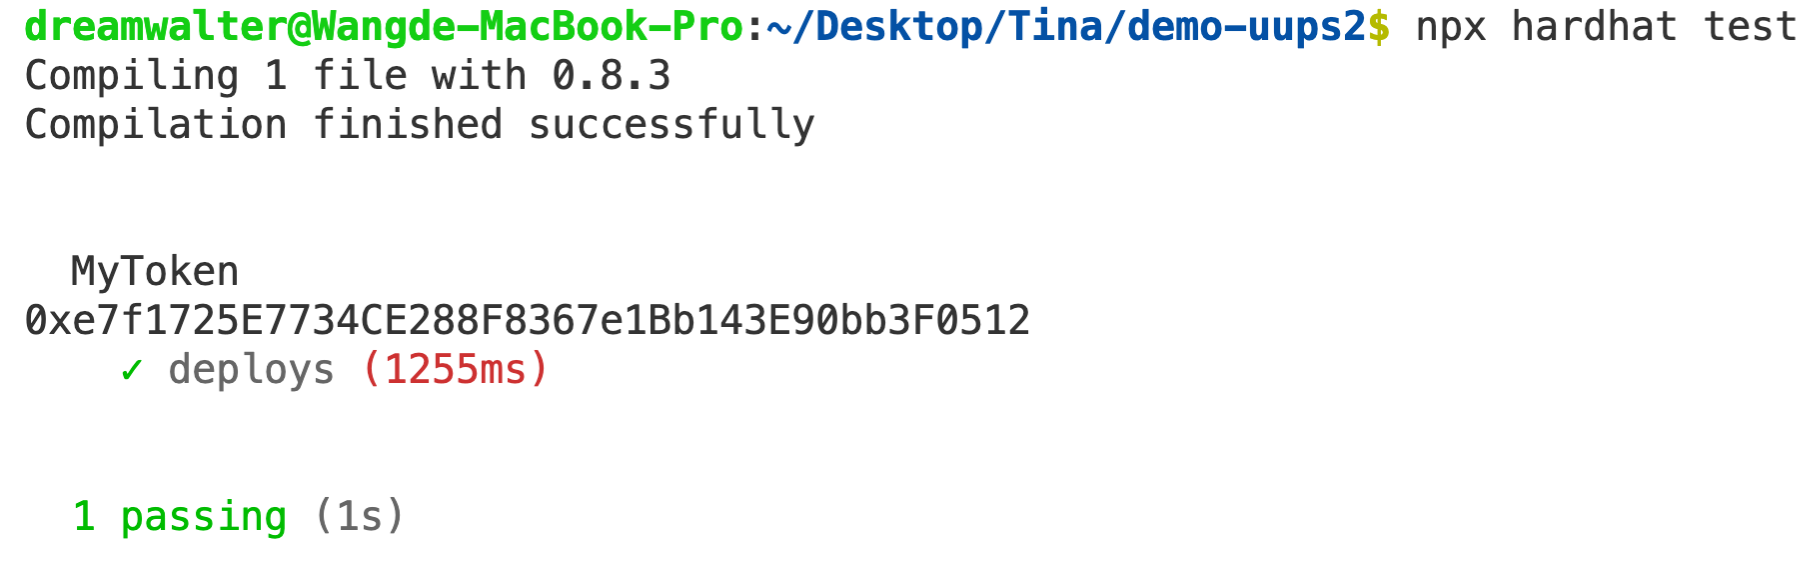 dreamwalter@Wangde-MacBook-Pro:~/Desktop/Tina/demo-uups2$ npx hardhat test
Compiling 1 file with 0.8.3
Compilation finished successfully
MyToken
0xe7f1725E7734CE288F8367e1Bb143E90bb3F0512
✓ deploys (1255ms)
1 passing (1s)